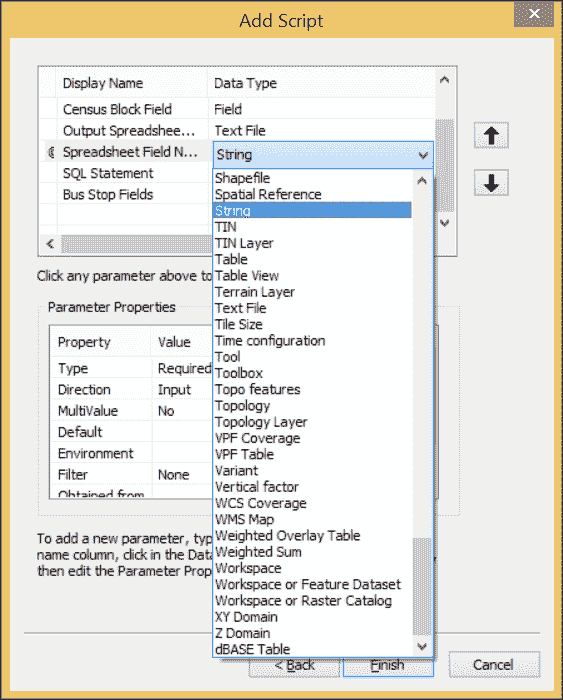 Add Script
Display Name Data Type
Census Block Field Field
Output Spreadshee... Text File
Spreadsheet Field N... String
SQL Statement
Bus Stop Fields
Shapefile
Spatial Reference
String
TIN
TIN Layer
Table
Table View
Terrain Layer
Text File
Tile Size
Time configuration
Tool
Toolbox
Topo features
Topology
Topology Layer
VPF Coverage
VPF Table
Variant
Vertical factor
WCS Coverage
WMS Map
Weighted Overlay Table
Weighted Sum
Workspace
Workspace or Feature Dataset
Workspace or Raster Catalog
XY Domain
Z Domain
dBASE Table
Click any parameter above to
Parameter Properties
Property Value
Type Required
Direction Input
MultiValue No
Default
Environment
Filter None
Obtained from
To add a new parameter, typ
name column, click in the Dat
then edit the Parameter Prop
< Back Finish Cancel